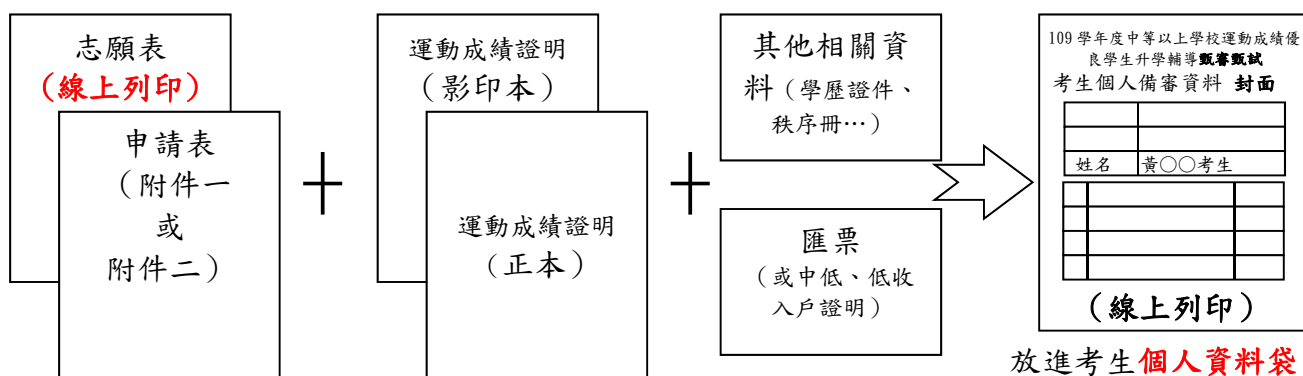 志願表
(線上列印)
申請表
(附件一
或
附件二)
+
運動成績證明
(影印本)
運動成績證明
(正本)
+
其他相關資
料(學歷證件、
秩序冊…)
匯票
(或中低、低收
入戶證明)
109 學年度中等以上學校運動成績優
良學生升學輔導甄審甄試
考生個人備審資料 封面
姓名 黃○○考生
(線上列印)
放進考生個人資料袋